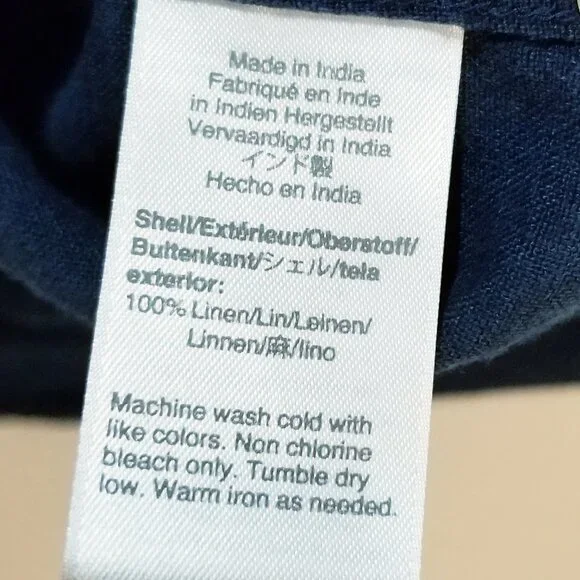 Made in India
Fabriqué en Inde
in Indien Hergestellt
Vervaardigd in India
インド製
Hecho en India
Shell/Extérieur/Oberstoff/
Buitenkant/シェル/tela
exterior:
100% Linen/Lin/Leinen/
Linnen/麻/lino
Machine wash cold with
like colors. Non chlorine
bleach only. Tumble dry
low. Warm iron as needed.